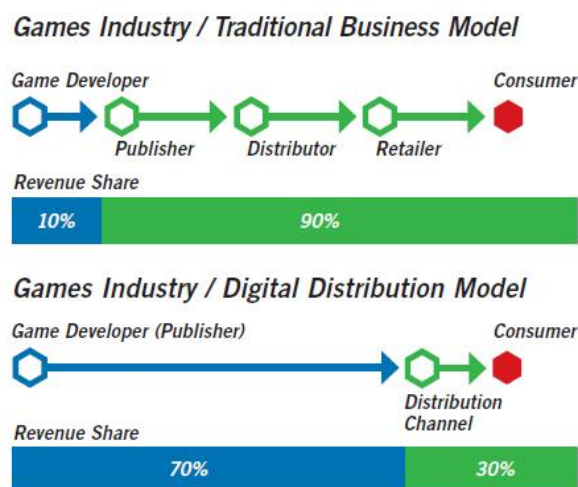 Games Industry / Traditional Business Model
Game Developer
Consumer
Publisher
Distributor
Retailer
Revenue Share
10%
90%
Games Industry / Digital Distribution Model
Game Developer (Publisher)
Consumer
Distribution
Channel
Revenue Share
70%
30%